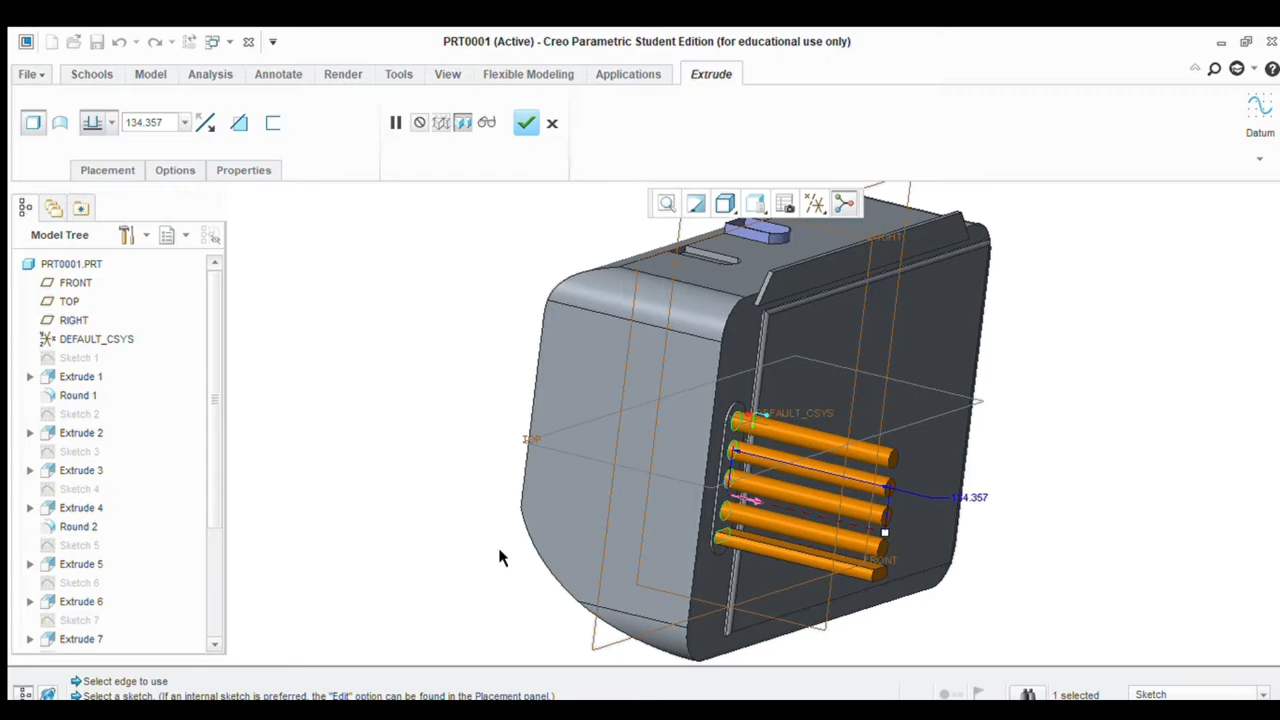 PRT0001 (Active) - Creo Parametric Student Edition (for educational use only)
File Schools Model Analysis Annotate Render Tools View Flexible Modeling Applications Extrude
134.357
Datum
Placement Options Properties
Model Tree
PRT0001.PRT
FRONT
TOP
RIGHT
DEFAULT_CSYS
Sketch 1
Extrude 1
Round 1
Sketch 2
Extrude 2
Sketch 3
Extrude 3
Sketch 4
Extrude 4
Round 2
Sketch 5
Extrude 5
Sketch 6
Extrude 6
Sketch 7
Extrude 7
RIGHT
DEFAULT_CSYS
TOP
134.357
FRONT
Select edge to use
Select a sketch. (If an internal sketch is preferred, the "Edit" option can be found in the Placement panel.)
1 selected
Sketch